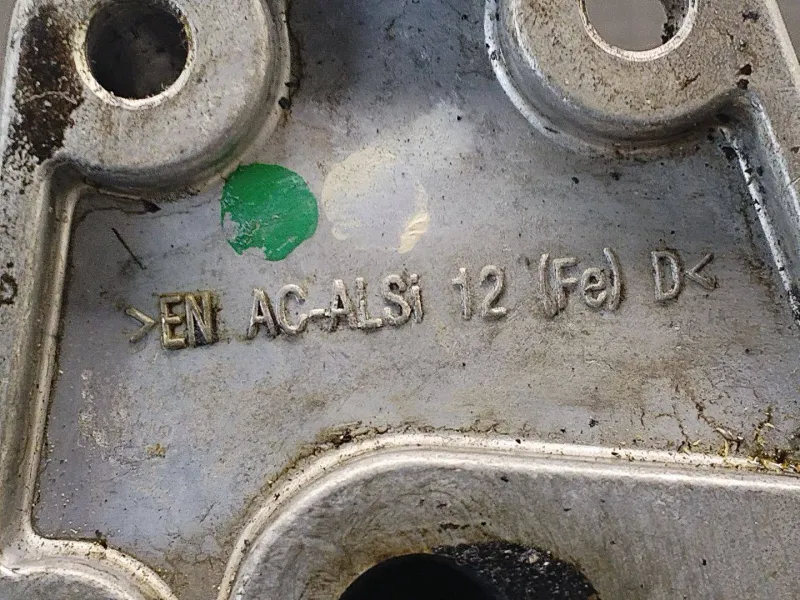 >EN AC-ALSi 12 (Fe) D<